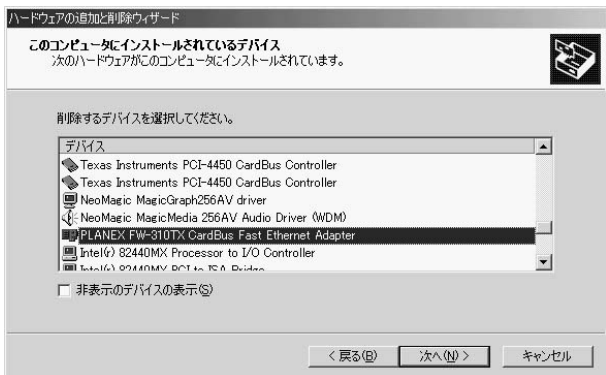 ハードウェアの追加と削除ウィザード
このコンピュータにインストールされているデバイス
次のハードウェアがこのコンピュータにインストールされています。
削除するデバイスを選択してください。
デバイス
Texas Instruments PCI-4450 CardBus Controller
Texas Instruments PCI-4450 CardBus Controller
NeoMagic MagicGraph256AV driver
NeoMagic MagicMedia 256AV Audio Driver (WDM)
PLANEX FW-310TX CardBus Fast Ethernet Adapter
Intel(r) 82440MX Processor to I/O Controller
Intel(r) 82440MX PCI to ISA Bridge
非表示のデバイスの表示(S)
< 戻る(B)
次へ(N) >
キャンセル